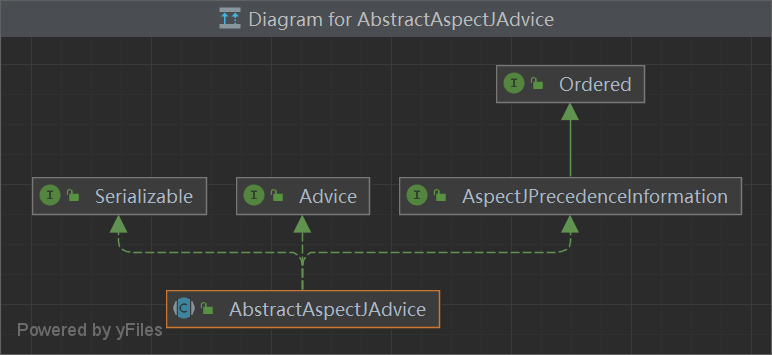 Diagram for AbstractAspectJAdvice
Ordered
Serializable
Advice
AspectJPrecedenceInformation
AbstractAspectJAdvice
Powered by yFiles